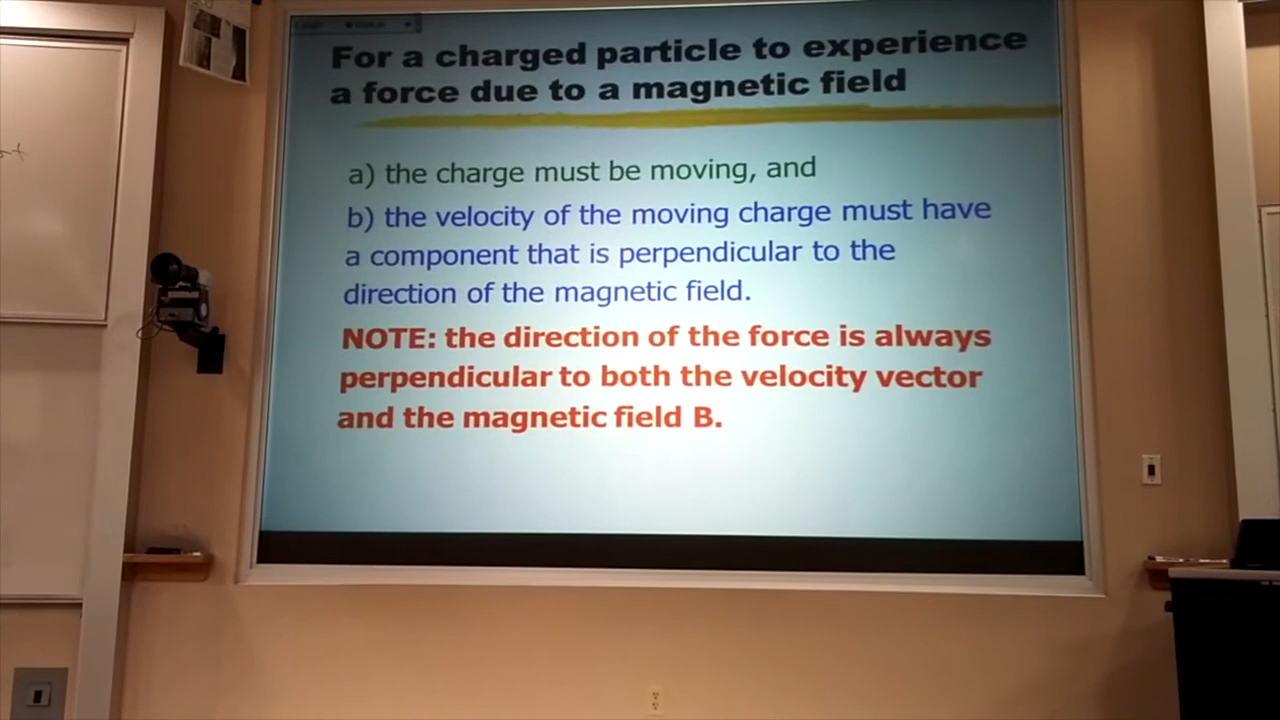 For a charged particle to experience
a force due to a magnetic field
a) the charge must be moving, and
b) the velocity of the moving charge must have
a component that is perpendicular to the
direction of the magnetic field.
NOTE: the direction of the force is always
perpendicular to both the velocity vector
and the magnetic field B.